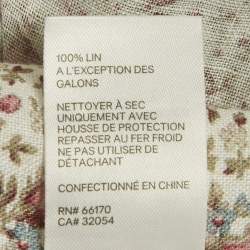 100% LIN
A L'EXCEPTION DES
GALONS
NETTOYER À SEC
UNIQUEMENT AVEC
HOUSSE DE PROTECTION
REPASSER AU FER FROID
NE PAS UTILISER DE
DÉTACHANT
CONFECTIONNÉ EN CHINE
RN# 66170
CA# 32054